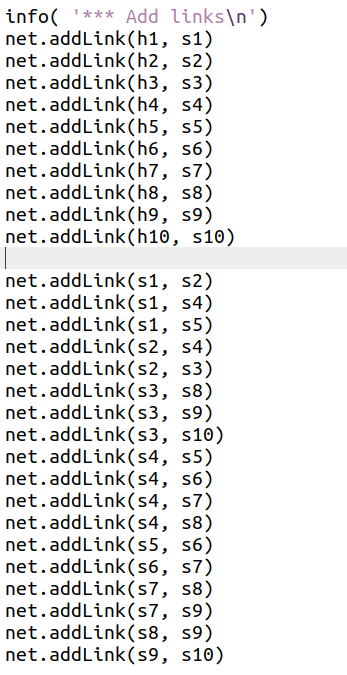 info( '*** Add links\n')
net.addLink(h1, s1)
net.addLink(h2, s2)
net.addLink(h3, s3)
net.addLink(h4, s4)
net.addLink(h5, s5)
net.addLink(h6, s6)
net.addLink(h7, s7)
net.addLink(h8, s8)
net.addLink(h9, s9)
net.addLink(h10, s10)
net.addLink(s1, s2)
net.addLink(s1, s4)
net.addLink(s1, s5)
net.addLink(s2, s4)
net.addLink(s2, s3)
net.addLink(s3, s8)
net.addLink(s3, s9)
net.addLink(s3, s10)
net.addLink(s4, s5)
net.addLink(s4, s6)
net.addLink(s4, s7)
net.addLink(s4, s8)
net.addLink(s5, s6)
net.addLink(s6, s7)
net.addLink(s7, s8)
net.addLink(s7, s9)
net.addLink(s8, s9)
net.addLink(s9, s10)